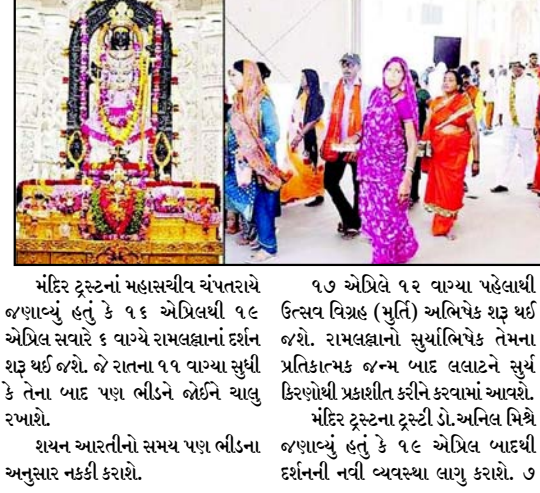 મંદિર ટ્રસ્ટનાં મહાસચીવ ચંપતરાયે
જણાવ્યું હતું કે ૧૬ એપ્રિલથી ૧૯
એપ્રિલ સવારે ૬ વાગ્યે રામલલ્લાનાં દર્શન
શરૂ થઈ જશે. જે રાતના ૧૧ વાગ્યા સુધી
કે તેના બાદ પણ ભીડને જોઈને ચાલુ
રખાશે.
શયન આરતીનો સમય પણ ભીડના
અનુસાર નકકી કરાશે.
૧૭ એપ્રિલે ૧૨ વાગ્યા પહેલાથી
ઉત્સવ વિગ્રહ (મુર્તિ) અભિષેક શરૂ થઈ
જશે. રામલલ્લાનો સુર્યાભિષેક તેમના
પ્રતિકાત્મક જન્મ બાદ લલાટને સુર્ય
કિરણોથી પ્રકાશીત કરીને કરવામાં આવશે.
મંદિર ટ્રસ્ટના ટ્રસ્ટી ડો.અનિલ મિશ્રે
જણાવ્યું હતું કે ૧૯ એપ્રિલ બાદથી
દર્શનની નવી વ્યવસ્થા લાગુ કરાશે. ૭